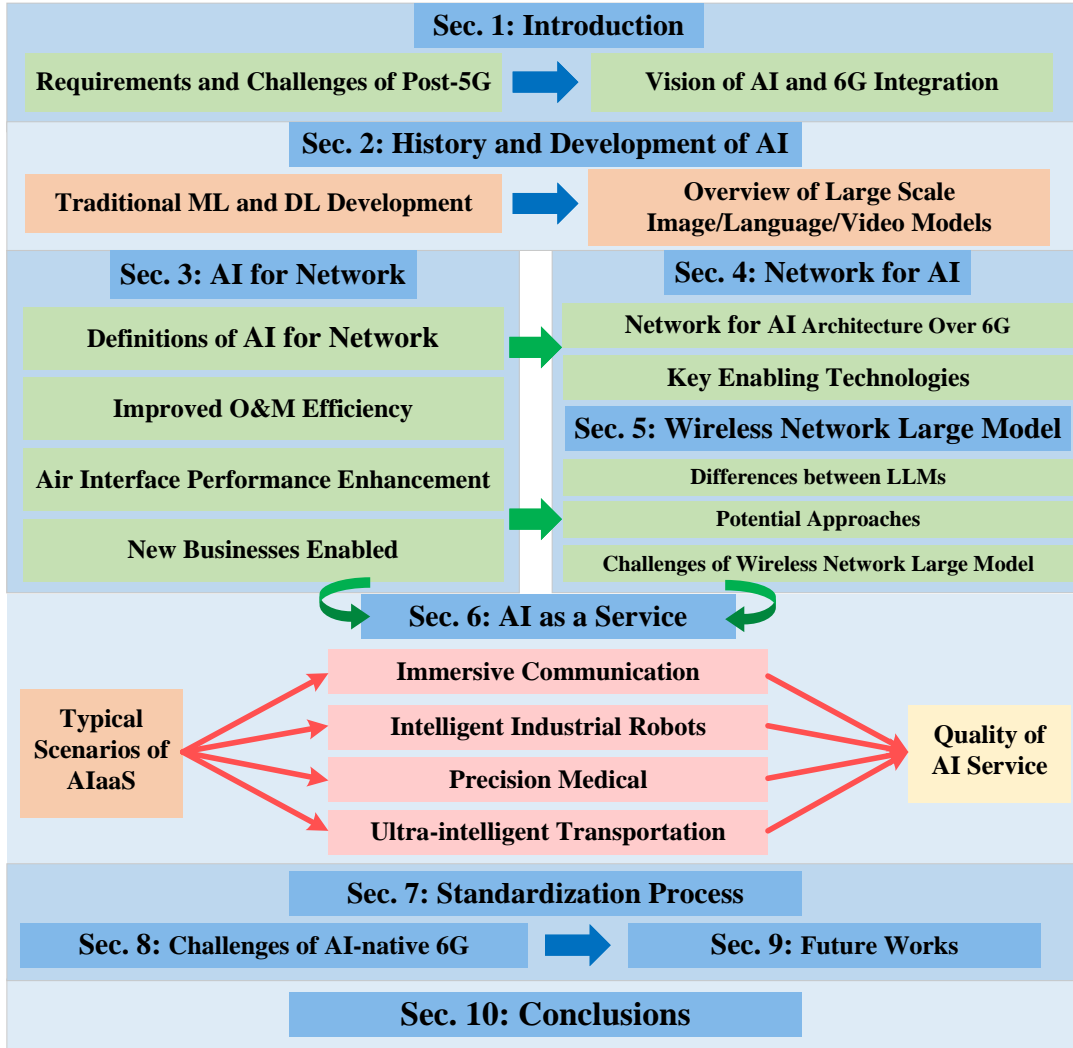 Sec. 1: Introduction
Requirements and Challenges of Post-5G
Vision of AI and 6G Integration
Sec. 2: History and Development of AI
Traditional ML and DL Development
Overview of Large Scale
Image/Language/Video Models
Sec. 3: AI for Network
Definitions of AI for Network
Improved O&M Efficiency
Air Interface Performance Enhancement
New Businesses Enabled
Sec. 4: Network for AI
Network for AI Architecture Over 6G
Key Enabling Technologies
Sec. 5: Wireless Network Large Model
Differences between LLMs
Potential Approaches
Challenges of Wireless Network Large Model
Sec. 6: AI as a Service
Typical
Scenarios of
AIaaS
Immersive Communication
Intelligent Industrial Robots
Precision Medical
Ultra-intelligent Transportation
Quality of
AI Service
Sec. 7: Standardization Process
Sec. 8: Challenges of AI-native 6G
Sec. 9: Future Works
Sec. 10: Conclusions